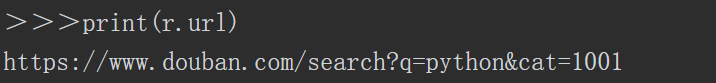 ＞＞＞print(r.url)
https://www.douban.com/search?q=python&cat=1001